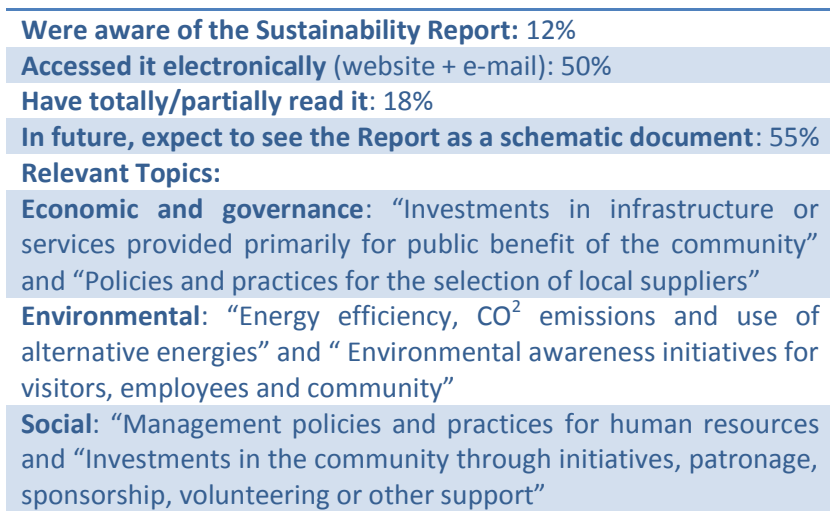 Were aware of the Sustainability Report: 12%
Accessed it electronically (website + e-mail): 50%
Have totally/partially read it: 18%
In future, expect to see the Report as a schematic document: 55%
Relevant Topics:
Economic and governance: “Investments in infrastructure or
services provided primarily for public benefit of the community”
and “Policies and practices for the selection of local suppliers”
Environmental: “Energy efficiency, CO² emissions and use of
alternative energies” and “ Environmental awareness initiatives for
visitors, employees and community”
Social: “Management policies and practices for human resources
and “Investments in the community through initiatives, patronage,
sponsorship, volunteering or other support”